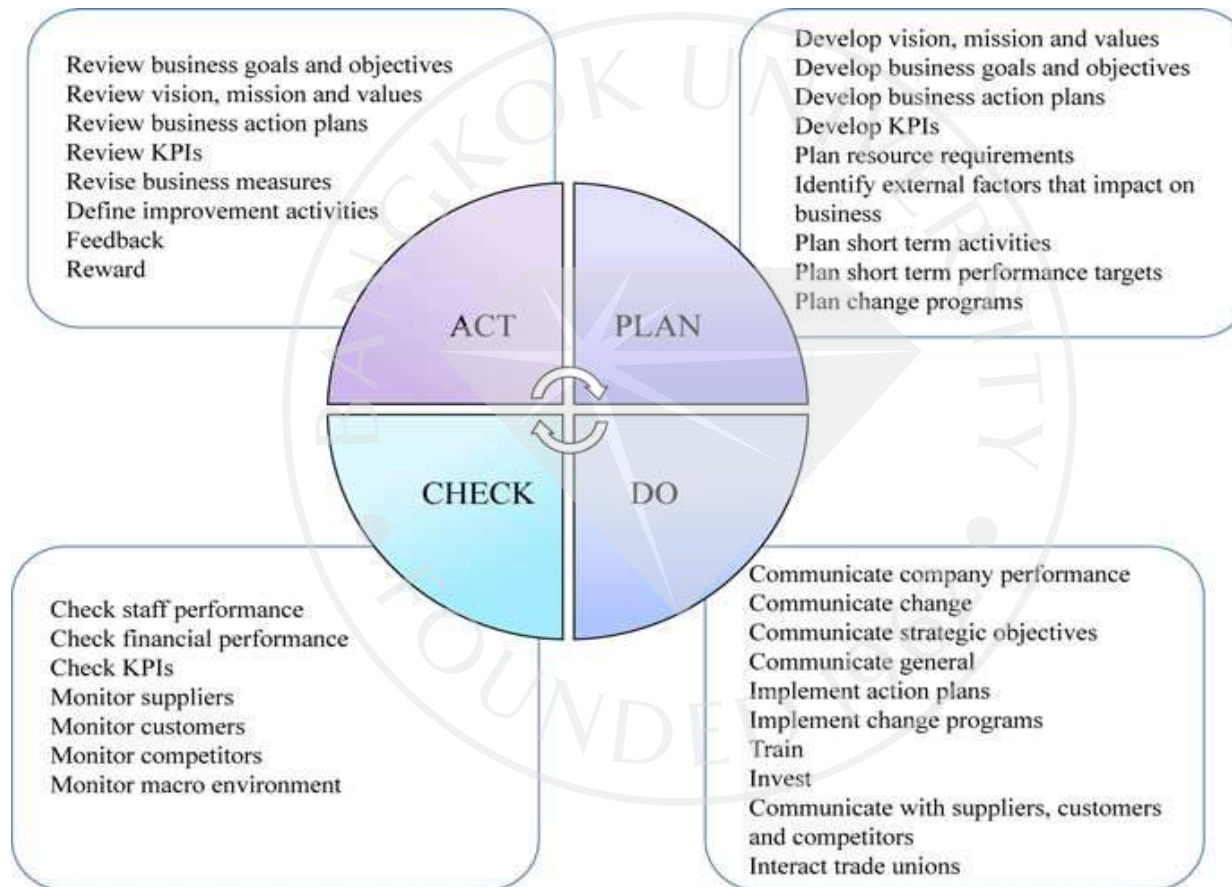 Review business goals and objectives
Review vision, mission and values
Review business action plans
Review KPIs
Revise business measures
Define improvement activities
Feedback
Reward
Develop vision, mission and values
Develop business goals and objectives
Develop business action plans
Develop KPIs
Plan resource requirements
Identify external factors that impact on
business
Plan short term activities
Plan short term performance targets
Plan change programs
ACT
PLAN
CHECK
DO
Check staff performance
Check financial performance
Check KPIs
Monitor suppliers
Monitor customers
Monitor competitors
Monitor macro environment
Communicate company performance
Communicate change
Communicate strategic objectives
Communicate general
Implement action plans
Implement change programs
Train
Invest
Communicate with suppliers, customers
and competitors
Interact trade unions
BANGKOK UNIVERSITY
FOUNDED